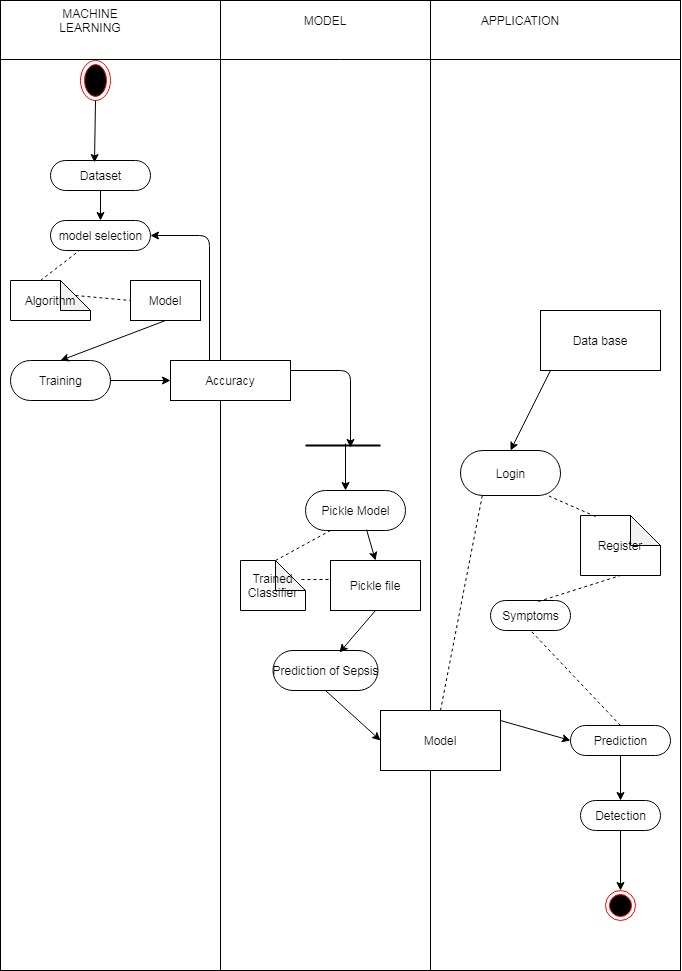 MACHINE
LEARNING
MODEL
APPLICATION
Dataset
model selection
Algorithm
Model
Training
Accuracy
Data base
Login
Pickle Model
Register
Trained
Classifier
Pickle file
Symptoms
Prediction of Sepsis
Model
Prediction
Detection